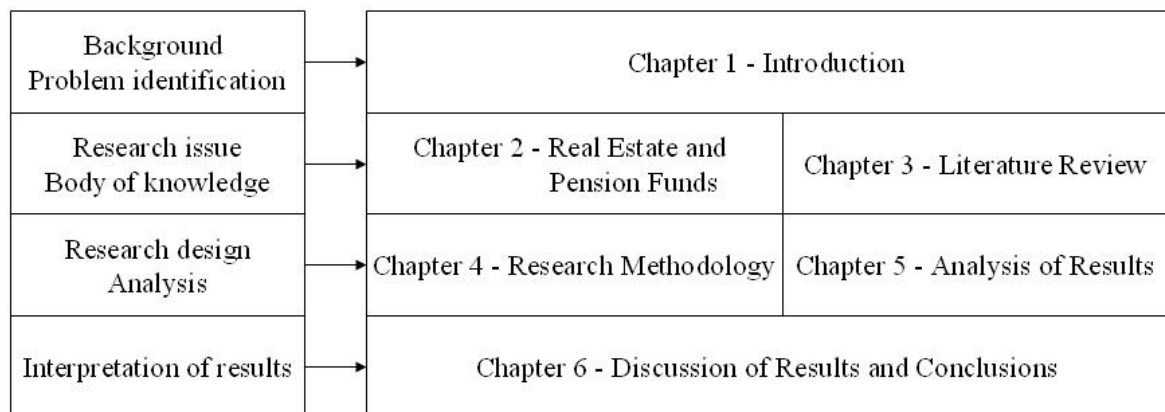 Background
Problem identification
Chapter 1 - Introduction
Research issue
Body of knowledge
Chapter 2 - Real Estate and
Pension Funds
Chapter 3 - Literature Review
Research design
Analysis
Chapter 4 - Research Methodology
Chapter 5 - Analysis of Results
Interpretation of results
Chapter 6 - Discussion of Results and Conclusions